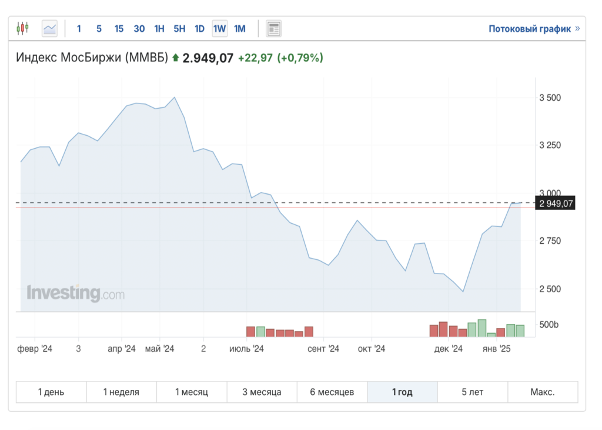 1 5 15 30 1H 5H 1D 1W 1M Потоковый график »
Индекс МосБиржи (ММВБ) 2.949,07 +22,97 (+0,79%)
3 500
3 250
3 000
2 949,07
2 750
2 500
Investing.com
500b
февр '24 3 апр '24 май '24 2 июль '24 сент '24 окт '24 дек '24 янв '25
1 день 1 неделя 1 месяц 3 месяца 6 месяцев 1 год 5 лет Макс.